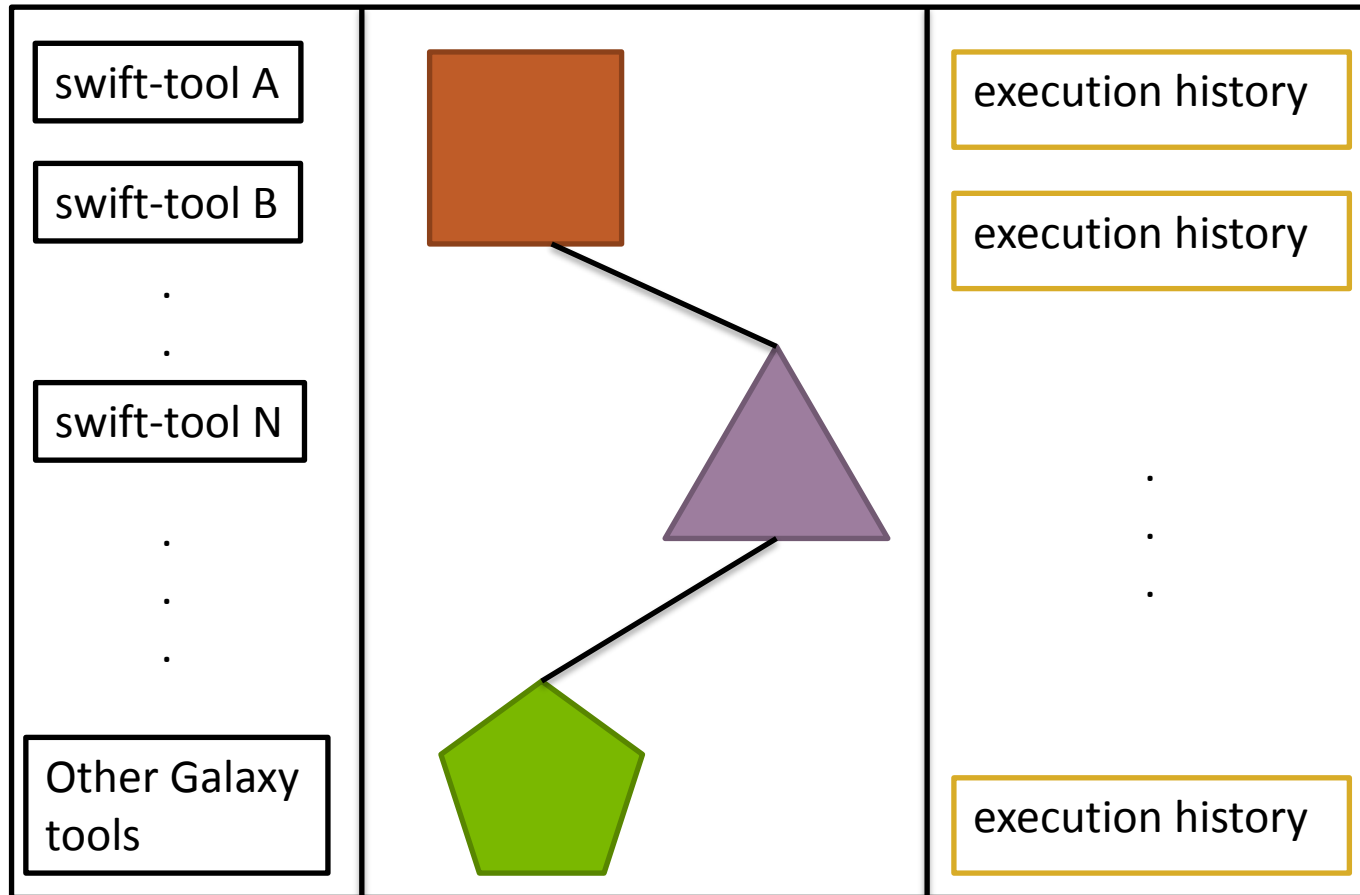 swift-tool A
swift-tool B
.
.
swift-tool N
.
.
.
Other Galaxy
tools
execution history
execution history
.
.
.
execution history